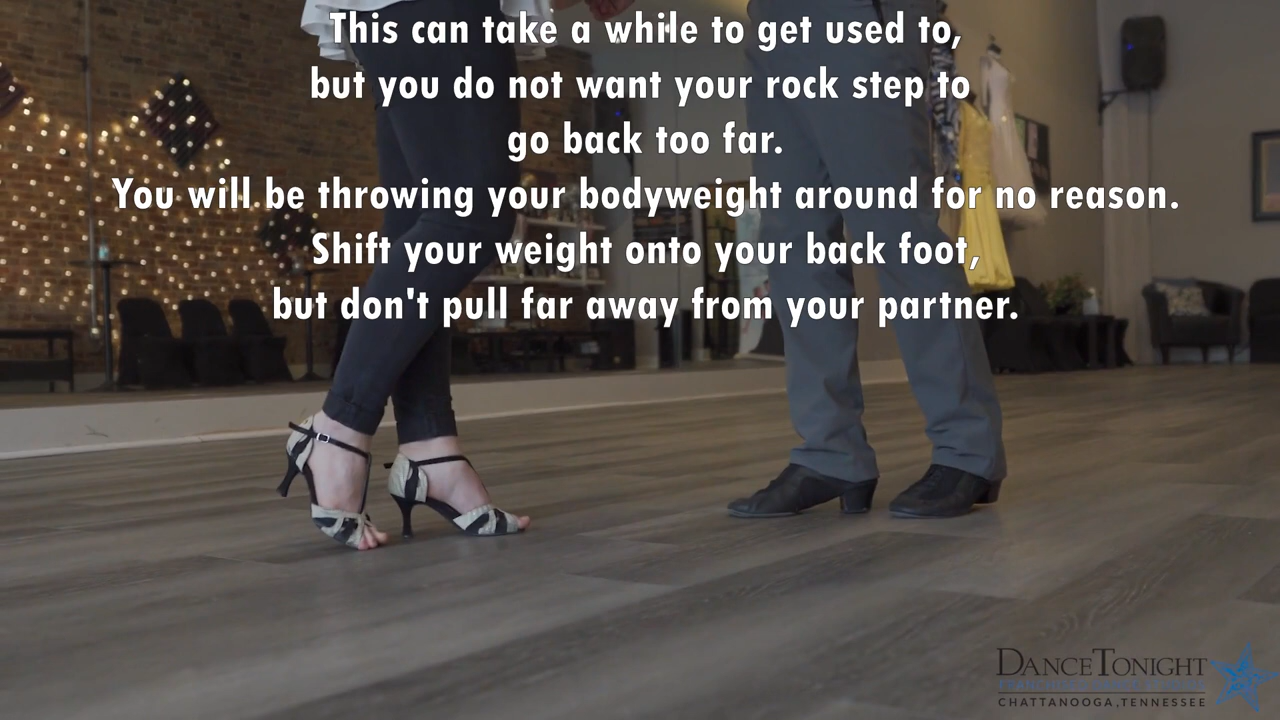 This can take a while to get used to,
but you do not want your rock step to
go back too far.
You will be throwing your bodyweight around for no reason.
Shift your weight onto your back foot,
but don't pull far away from your partner.
DANCETONIGHT
CHATTANOOGA, TENNESSEE